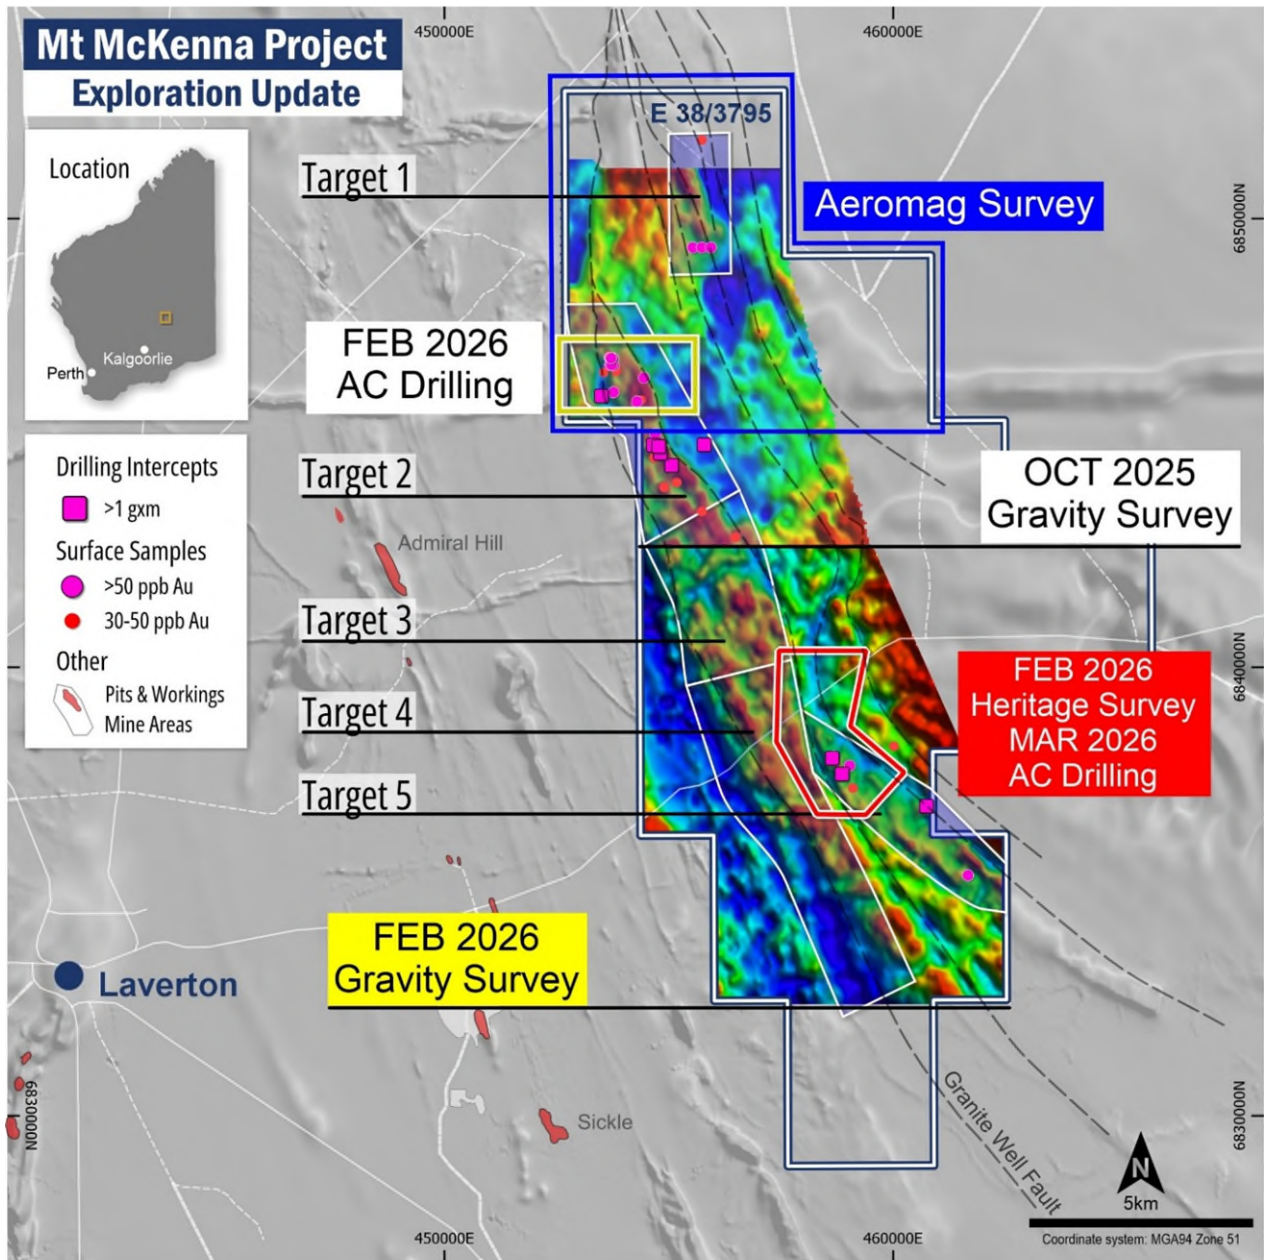 450000E
460000E
Mt McKenna Project
Exploration Update
E 38/3795
Location
Target 1
Aeromag Survey
6850000N
Kalgoorlie
Perth
FEB 2026
AC Drilling
Drilling Intercepts
>1 gxm
Surface Samples
>50 ppb Au
30-50 ppb Au
Other
Pits & Workings
Mine Areas
Target 2
OCT 2025
Gravity Survey
Admiral Hill
Target 3
6840000N
FEB 2026
Heritage Survey
MAR 2026
AC Drilling
Target 4
Target 5
FEB 2026
Gravity Survey
Laverton
6830000N
Sickle
Granite Well Fault
6830000N
N
5km
450000E
460000E
Coordinate system: MGA94 Zone 51